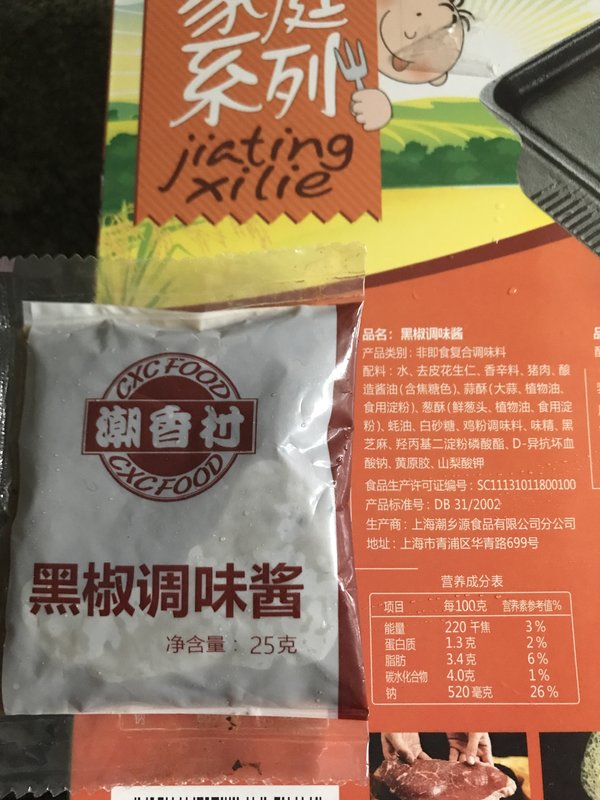 家庭
系列
jiating
xilie
CXC FOOD
潮香村
CXC FOOD
黑椒调味酱
净含量：25克
品名：黑椒调味酱
产品类别：非即食复合调味料
配料：水、去皮花生仁、香辛料、猪肉、酿
造酱油(含焦糖色)、蒜酥(大蒜、植物油、
食用淀粉)、葱酥(鲜葱头、植物油、食用淀
粉)、蚝油、白砂糖、鸡粉调味料、味精、黑
芝麻、羟丙基二淀粉磷酸酯、D-异抗坏血
酸钠、黄原胶、山梨酸钾
食品生产许可证编号：SC11131011800100
产品标准号：DB 31/2002
生产商：上海潮乡源食品有限公司分公司
地址：上海市青浦区华青路699号
营养成分表
项目 每100克 营养素参考值%
能量 220 千焦 3%
蛋白质 1.3 克 2%
脂肪 3.4 克 6%
碳水化合物 4.0克 1%
钠 520 毫克 26%
钠